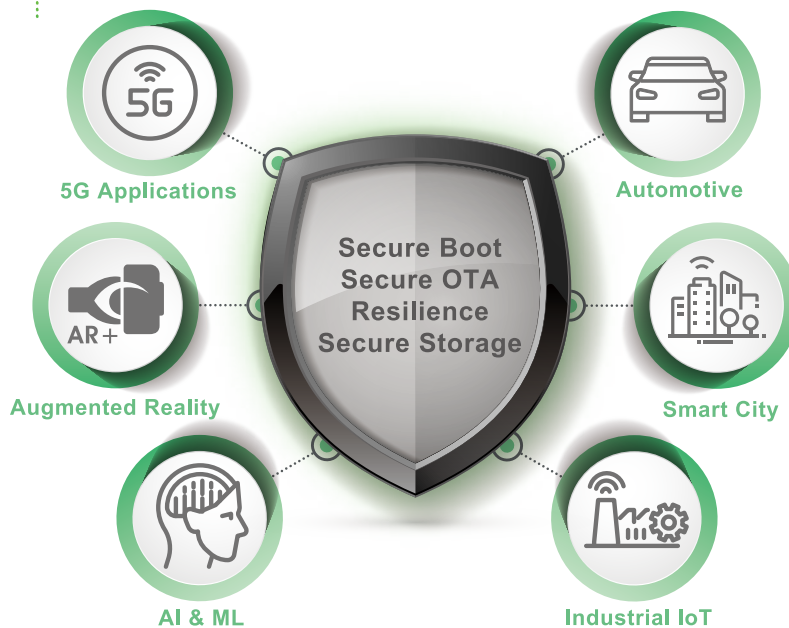 5G
5G Applications
Automotive
Secure Boot
Secure OTA
Resilience
Secure Storage
AR+
Augmented Reality
Smart City
AI & ML
Industrial IoT